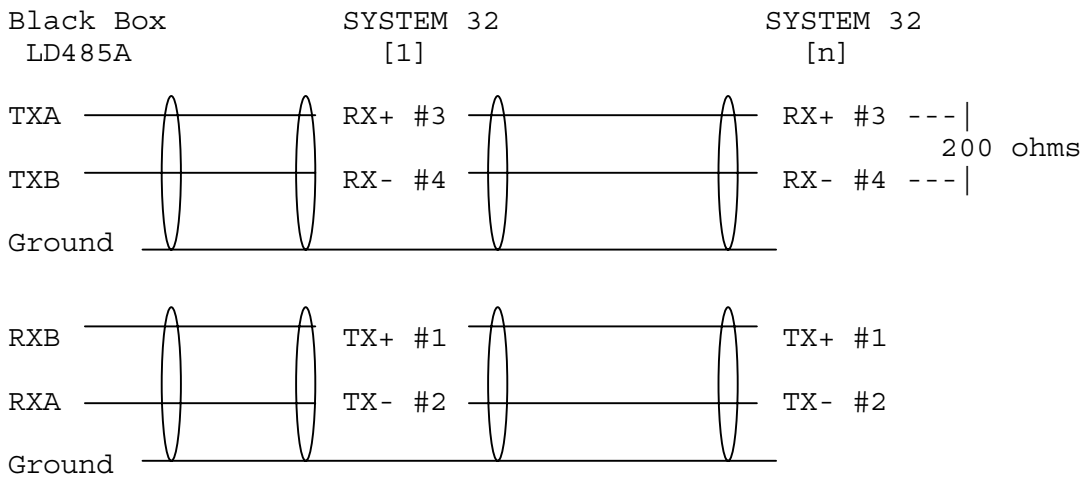 Black Box SYSTEM 32 SYSTEM 32
LD485A [1] [n]
TXA RX+ #3 RX+ #3 ---|
200 ohms
TXB RX- #4 RX- #4 ---|
Ground
RXB TX+ #1 TX+ #1
RXA TX- #2 TX- #2
Ground